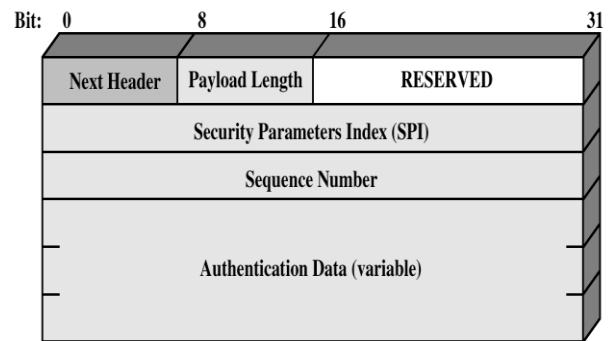 Bit: 0 8 16 31
Next Header Payload Length RESERVED
Security Parameters Index (SPI)
Sequence Number
Authentication Data (variable)